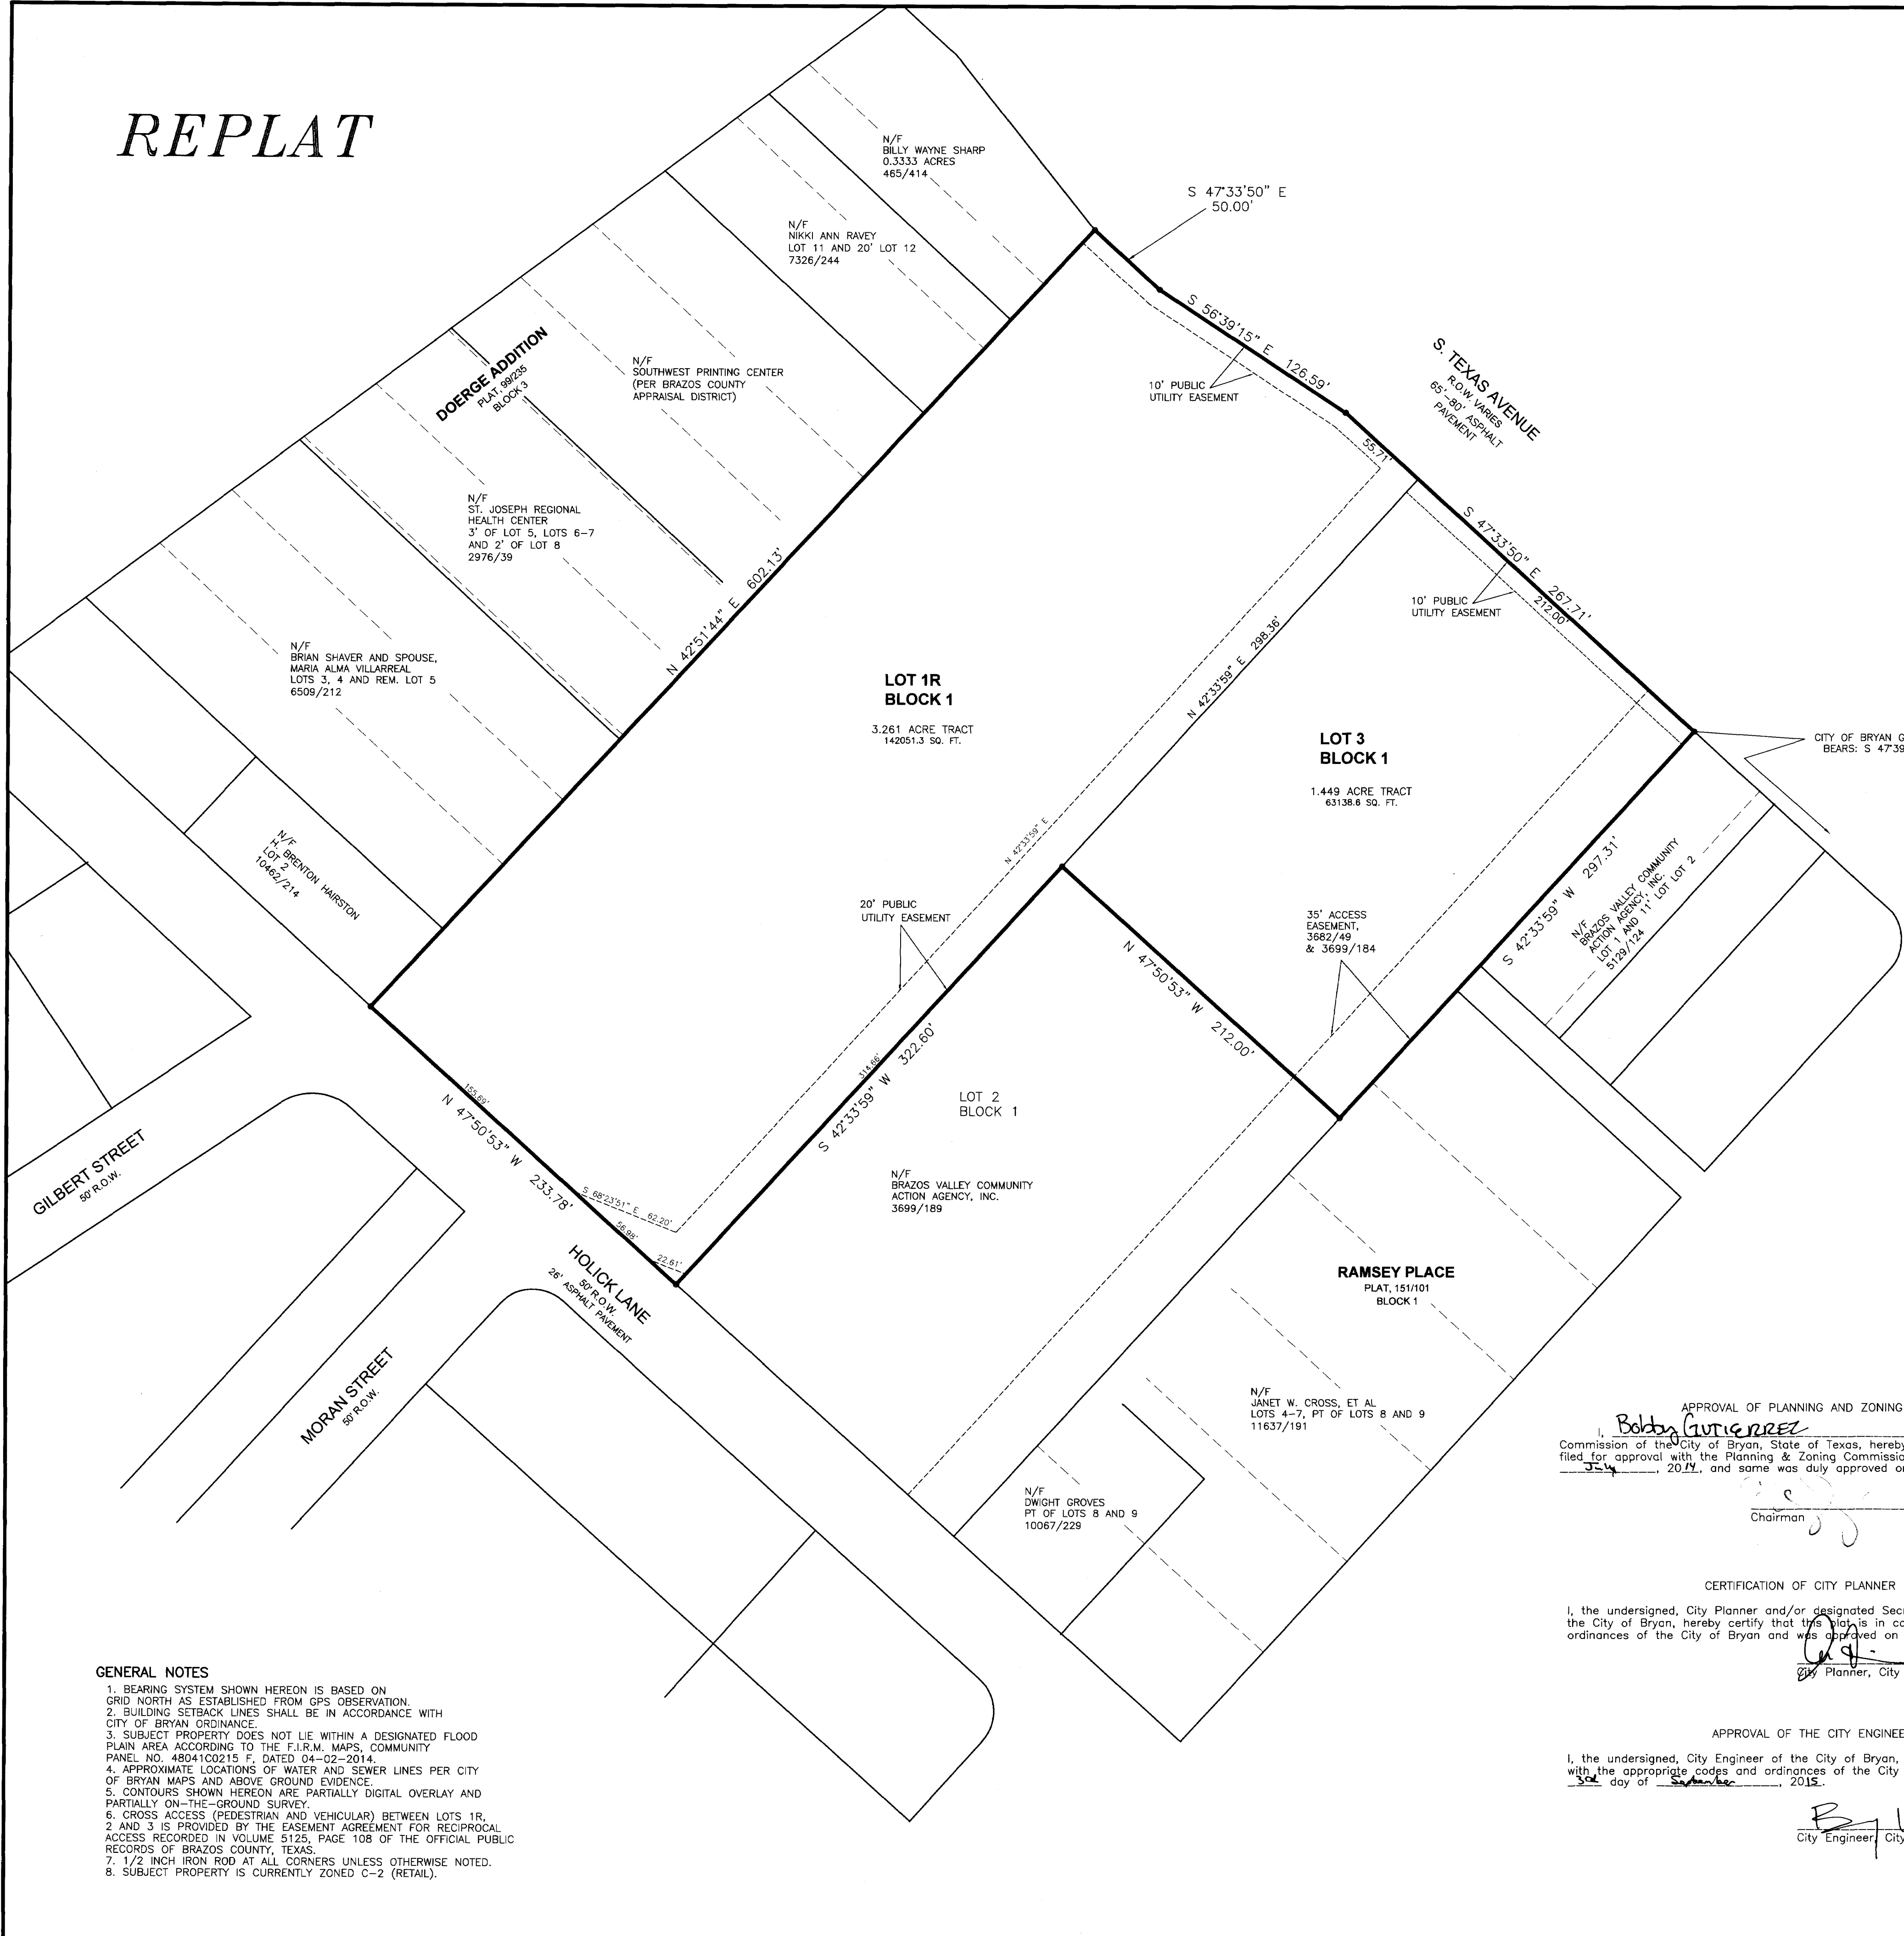 REPLAT
N/F
BILLY WAYNE SHARP
0.3333 ACRES
465/414
S 47°33'50" E
50.00'
N/F
NIKKI ANN RAVEY
LOT 11 AND 20' LOT 12
7326/244
S 56°39'15" E 126.59'
10' PUBLIC
UTILITY EASEMENT
S. TEXAS AVENUE
R.O.W. VARIES
65'-80' ASPHALT
PAVEMENT
DOERGE ADDITION
PLAT, 99/235
BLOCK 3
N/F
SOUTHWEST PRINTING CENTER
(PER BRAZOS COUNTY
APPRAISAL DISTRICT)
55.71'
N/F
ST. JOSEPH REGIONAL
HEALTH CENTER
3' OF LOT 5, LOTS 6-7
AND 2' OF LOT 8
2976/39
N 42°51'44" E 602.13'
S 47°33'50" E 267.71'
212.00'
10' PUBLIC
UTILITY EASEMENT
N/F
BRIAN SHAVER AND SPOUSE,
MARIA ALMA VILLARREAL
LOTS 3, 4 AND REM. LOT 5
6509/212
LOT 1R
BLOCK 1
3.261 ACRE TRACT
142051.3 SQ. FT.
N 42°33'59" E 298.36'
LOT 3
BLOCK 1
1.449 ACRE TRACT
63138.6 SQ. FT.
CITY OF BRYAN G
BEARS: S 47°39
N/F
H. BRENTON HAIRSTON
LOT 2
10462/214
N 42°33'59" E
20' PUBLIC
UTILITY EASEMENT
35' ACCESS
EASEMENT,
3682/49
& 3699/184
S 42°33'59" W 297.31'
N/F
BRAZOS VALLEY COMMUNITY
ACTION AGENCY, INC.
LOT 1 AND 11' LOT LOT 2
5129/124
N 47°50'53" W 212.00'
314.66'
S 42°33'59" W 322.60'
LOT 2
BLOCK 1
N/F
BRAZOS VALLEY COMMUNITY
ACTION AGENCY, INC.
3699/189
155.69'
N 47°50'53" W 233.78'
S 68°23'51" E 62.20'
56.98'
22.61'
GILBERT STREET
50' R.O.W.
HOLICK LANE
50' R.O.W.
26' ASPHALT PAVEMENT
MORAN STREET
50' R.O.W.
RAMSEY PLACE
PLAT, 151/101
BLOCK 1
N/F
JANET W. CROSS, ET AL
LOTS 4-7, PT OF LOTS 8 AND 9
11637/191
N/F
DWIGHT GROVES
PT OF LOTS 8 AND 9
10067/229
APPROVAL OF PLANNING AND ZONING
I, Bobby GUTIERREZ
Commission of the City of Bryan, State of Texas, hereby
filed for approval with the Planning & Zoning Commissio
July, 2014, and same was duly approved on
Chairman
CERTIFICATION OF CITY PLANNER
I, the undersigned, City Planner and/or designated Secr
the City of Bryan, hereby certify that this plat is in co
ordinances of the City of Bryan and was approved on
City Planner, City
APPROVAL OF THE CITY ENGINEE
I, the undersigned, City Engineer of the City of Bryan,
with the appropriate codes and ordinances of the City
3rd day of September, 2015.
City Engineer, City
GENERAL NOTES
1. BEARING SYSTEM SHOWN HEREON IS BASED ON
GRID NORTH AS ESTABLISHED FROM GPS OBSERVATION.
2. BUILDING SETBACK LINES SHALL BE IN ACCORDANCE WITH
CITY OF BRYAN ORDINANCE.
3. SUBJECT PROPERTY DOES NOT LIE WITHIN A DESIGNATED FLOOD
PLAIN AREA ACCORDING TO THE F.I.R.M. MAPS, COMMUNITY
PANEL NO. 48041C0215 F, DATED 04-02-2014.
4. APPROXIMATE LOCATIONS OF WATER AND SEWER LINES PER CITY
OF BRYAN MAPS AND ABOVE GROUND EVIDENCE.
5. CONTOURS SHOWN HEREON ARE PARTIALLY DIGITAL OVERLAY AND
PARTIALLY ON-THE-GROUND SURVEY.
6. CROSS ACCESS (PEDESTRIAN AND VEHICULAR) BETWEEN LOTS 1R,
2 AND 3 IS PROVIDED BY THE EASEMENT AGREEMENT FOR RECIPROCAL
ACCESS RECORDED IN VOLUME 5125, PAGE 108 OF THE OFFICIAL PUBLIC
RECORDS OF BRAZOS COUNTY, TEXAS.
7. 1/2 INCH IRON ROD AT ALL CORNERS UNLESS OTHERWISE NOTED.
8. SUBJECT PROPERTY IS CURRENTLY ZONED C-2 (RETAIL).